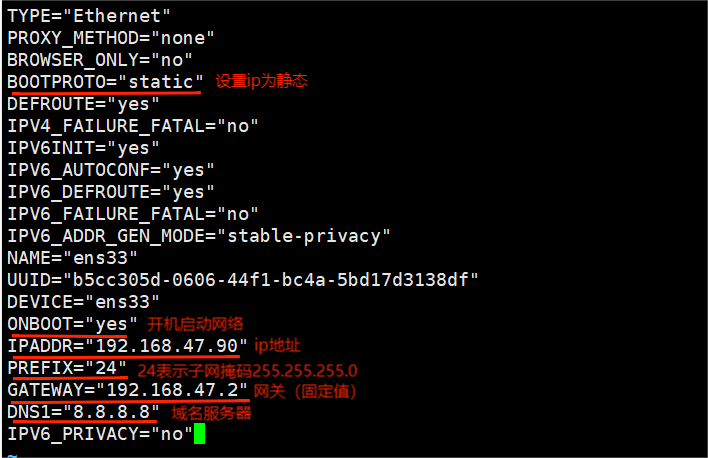 TYPE="Ethernet"
PROXY_METHOD="none"
BROWSER_ONLY="no"
BOOTPROTO="static" 设置ip为静态
DEFROUTE="yes"
IPV4_FAILURE_FATAL="no"
IPV6INIT="yes"
IPV6_AUTOCONF="yes"
IPV6_DEFROUTE="yes"
IPV6_FAILURE_FATAL="no"
IPV6_ADDR_GEN_MODE="stable-privacy"
NAME="ens33"
UUID="b5cc305d-0606-44f1-bc4a-5bd17d3138df"
DEVICE="ens33"
ONBOOT="yes" 开机启动网络
IPADDR="192.168.47.90" ip地址
PREFIX="24" 24表示子网掩码255.255.255.0
GATEWAY="192.168.47.2" 网关（固定值）
DNS1="8.8.8.8" 域名服务器
IPV6_PRIVACY="no"
~